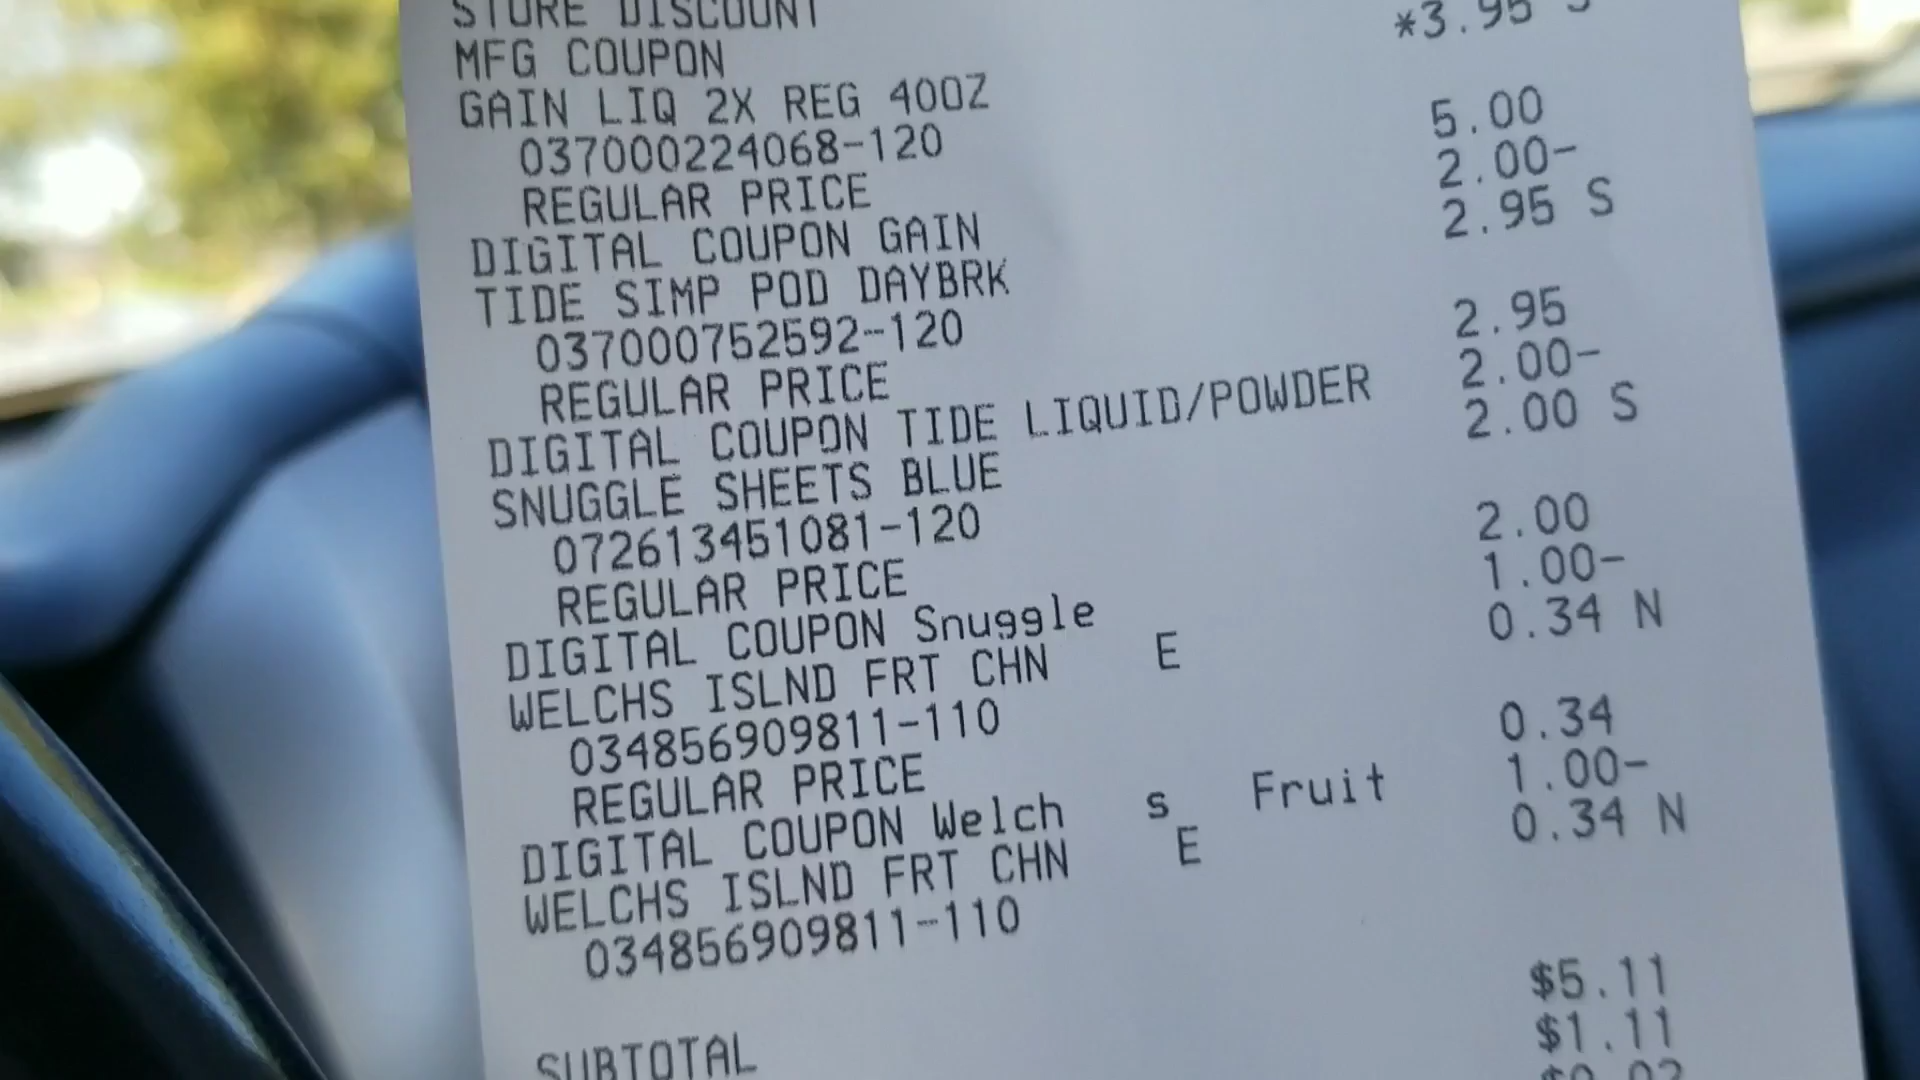 STORE DISCOUNT
MFG COUPON
GAIN LIQ 2X REG 40OZ *3.95 S
037000224068-120
REGULAR PRICE 5.00
DIGITAL COUPON GAIN 2.00-
TIDE SIMP POD DAYBRK 2.95 S
037000752592-120
REGULAR PRICE 2.95
DIGITAL COUPON TIDE LIQUID/POWDER 2.00-
SNUGGLE SHEETS BLUE 2.00 S
072613451081-120
REGULAR PRICE 2.00
DIGITAL COUPON Snuggle 1.00-
WELCHS ISLND FRT CHN E 0.34 N
034856909811-110
REGULAR PRICE 0.34
DIGITAL COUPON Welch s Fruit 1.00-
WELCHS ISLND FRT CHN E 0.34 N
034856909811-110
SUBTOTAL $5.11
$1.11